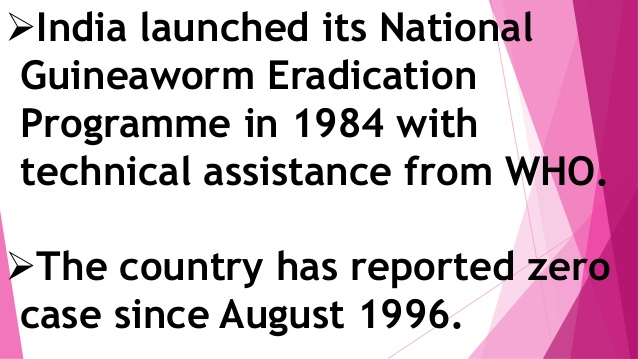 ➢India launched its National
Guineaworm Eradication
Programme in 1984 with
technical assistance from WHO.
➢The country has reported zero
case since August 1996.